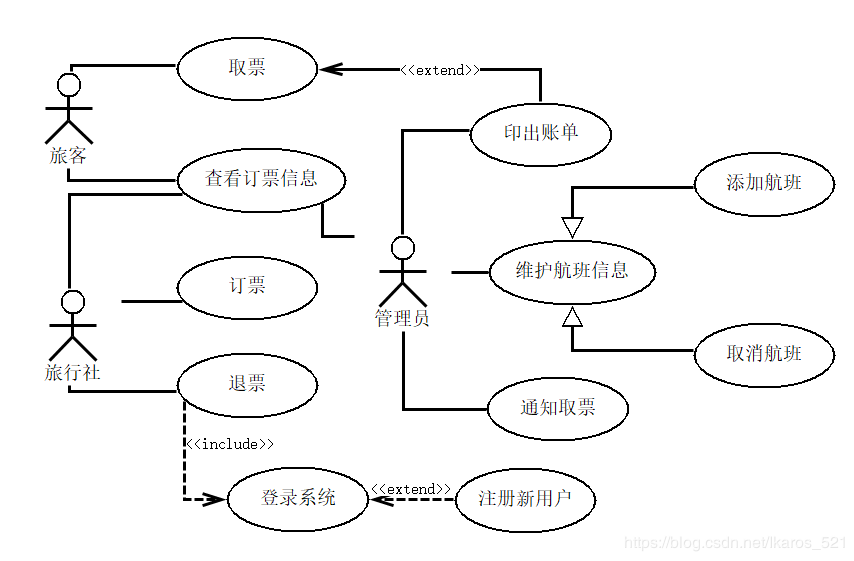 取票
<<extend>>
印出账单
旅客
查看订票信息
添加航班
订票
维护航班信息
管理员
旅行社
退票
取消航班
通知取票
<<include>>
登录系统
<<extend>>
注册新用户
https://blog.csdn.net/Ikaros_521